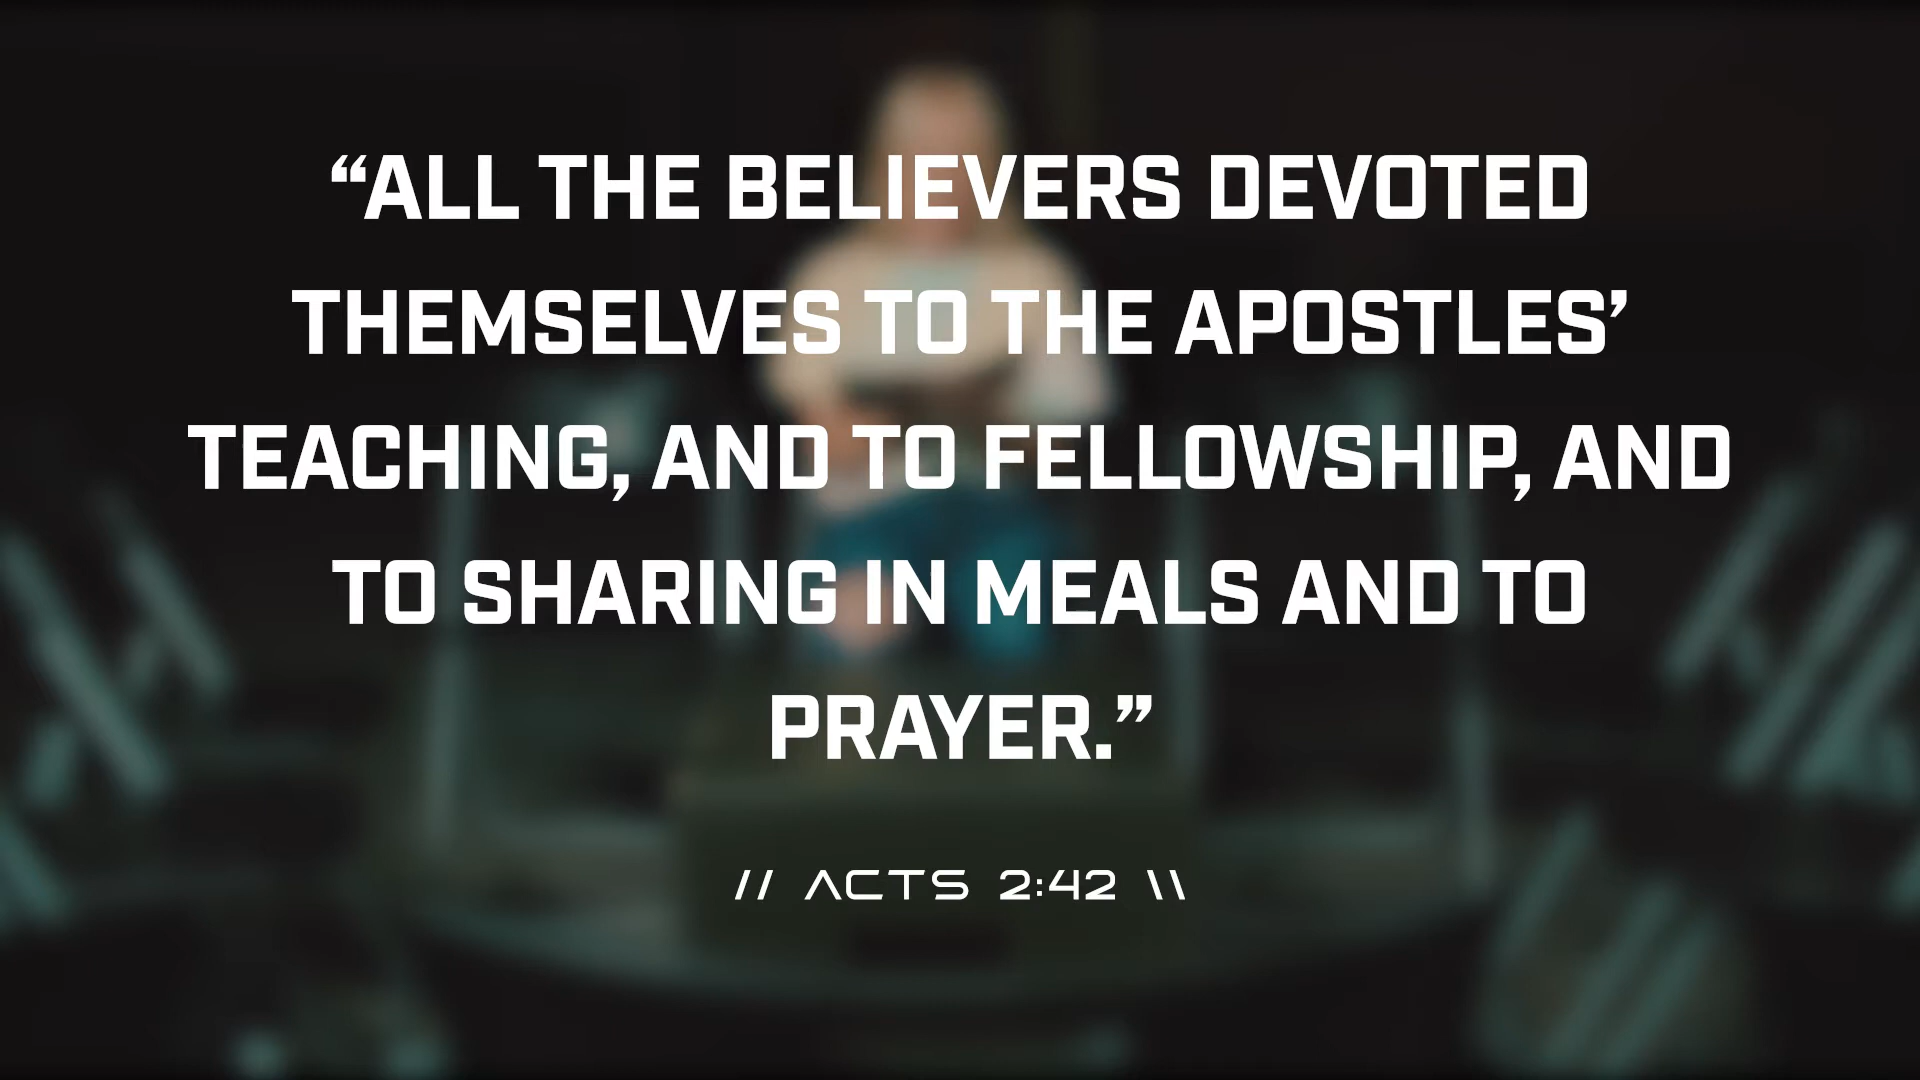 “ALL THE BELIEVERS DEVOTED
THEMSELVES TO THE APOSTLES’
TEACHING, AND TO FELLOWSHIP, AND
TO SHARING IN MEALS AND TO
PRAYER.”
// ACTS 2:42 \\